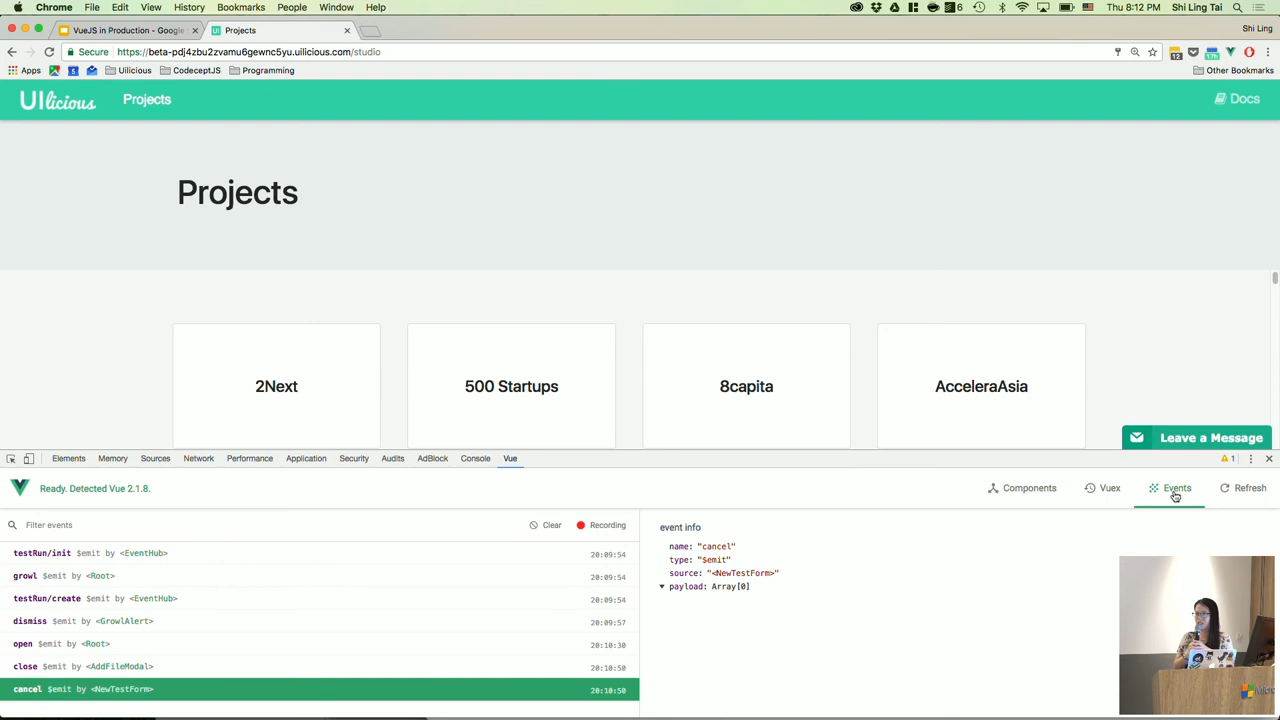 Chrome File Edit View History Bookmarks People Window Help 6 Thu 8:12 PM Shi Ling Tai
VueJS in Production - Google Projects Shi Ling
Secure https://beta-pdj4zbu2zvamu6gewnc5yu.uilicious.com/studio 12 17h
Apps Uilicious CodeceptJS Programming Other Bookmarks
UIlicious Projects Docs
Projects
2Next 500 Startups 8capita AcceleraAsia
Leave a Message
Elements Memory Sources Network Performance Application Security Audits AdBlock Console Vue 1
Ready. Detected Vue 2.1.8. Components Vuex Events Refresh
Filter events Clear Recording
testRun/init $emit by <EventHub> 20:09:54
growl $emit by <Root> 20:09:54
testRun/create $emit by <EventHub> 20:09:54
dismiss $emit by <GrowlAlert> 20:09:57
open $emit by <Root> 20:10:30
close $emit by <AddFileModal> 20:10:50
cancel $emit by <NewTestForm> 20:10:50
event info
name: "cancel"
type: "$emit"
source: "<NewTestForm>"
payload: Array[0]